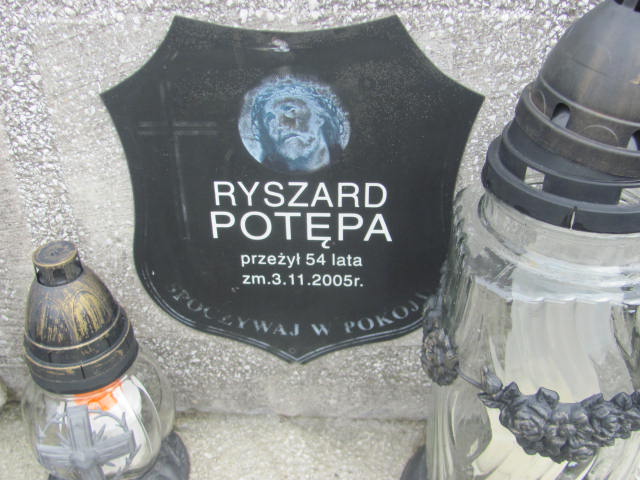 RYSZARD
POTĘPA
przeżył 54 lata
zm.3.11.2005r.
SPOCZYWAJ W POKOJU